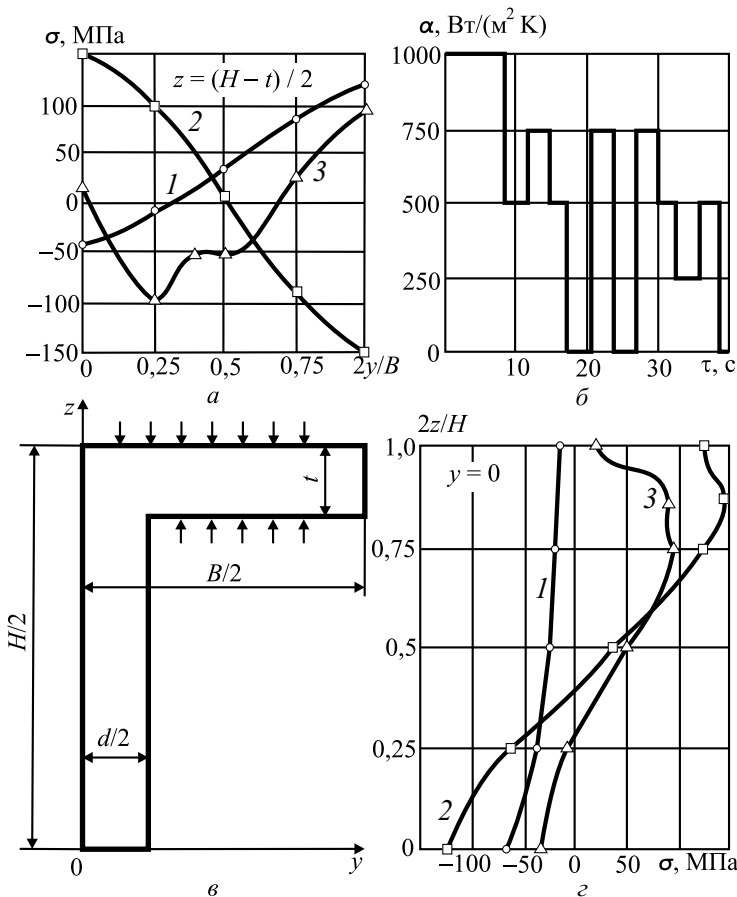 σ, МПа
z = (H – t) / 2
100
50
0
–50
–100
–150
1
2
3
0
0,25
0,5
0,75
2y/B
а
α, Вт/(м² К)
1000
750
500
250
0
10
20
30
τ, с
б
z
t
B/2
H/2
d/2
0
y
в
2z/H
1,0
y = 0
3
0,75
1
0,5
0,25
2
0
–100
–50
0
50
σ, МПа
г